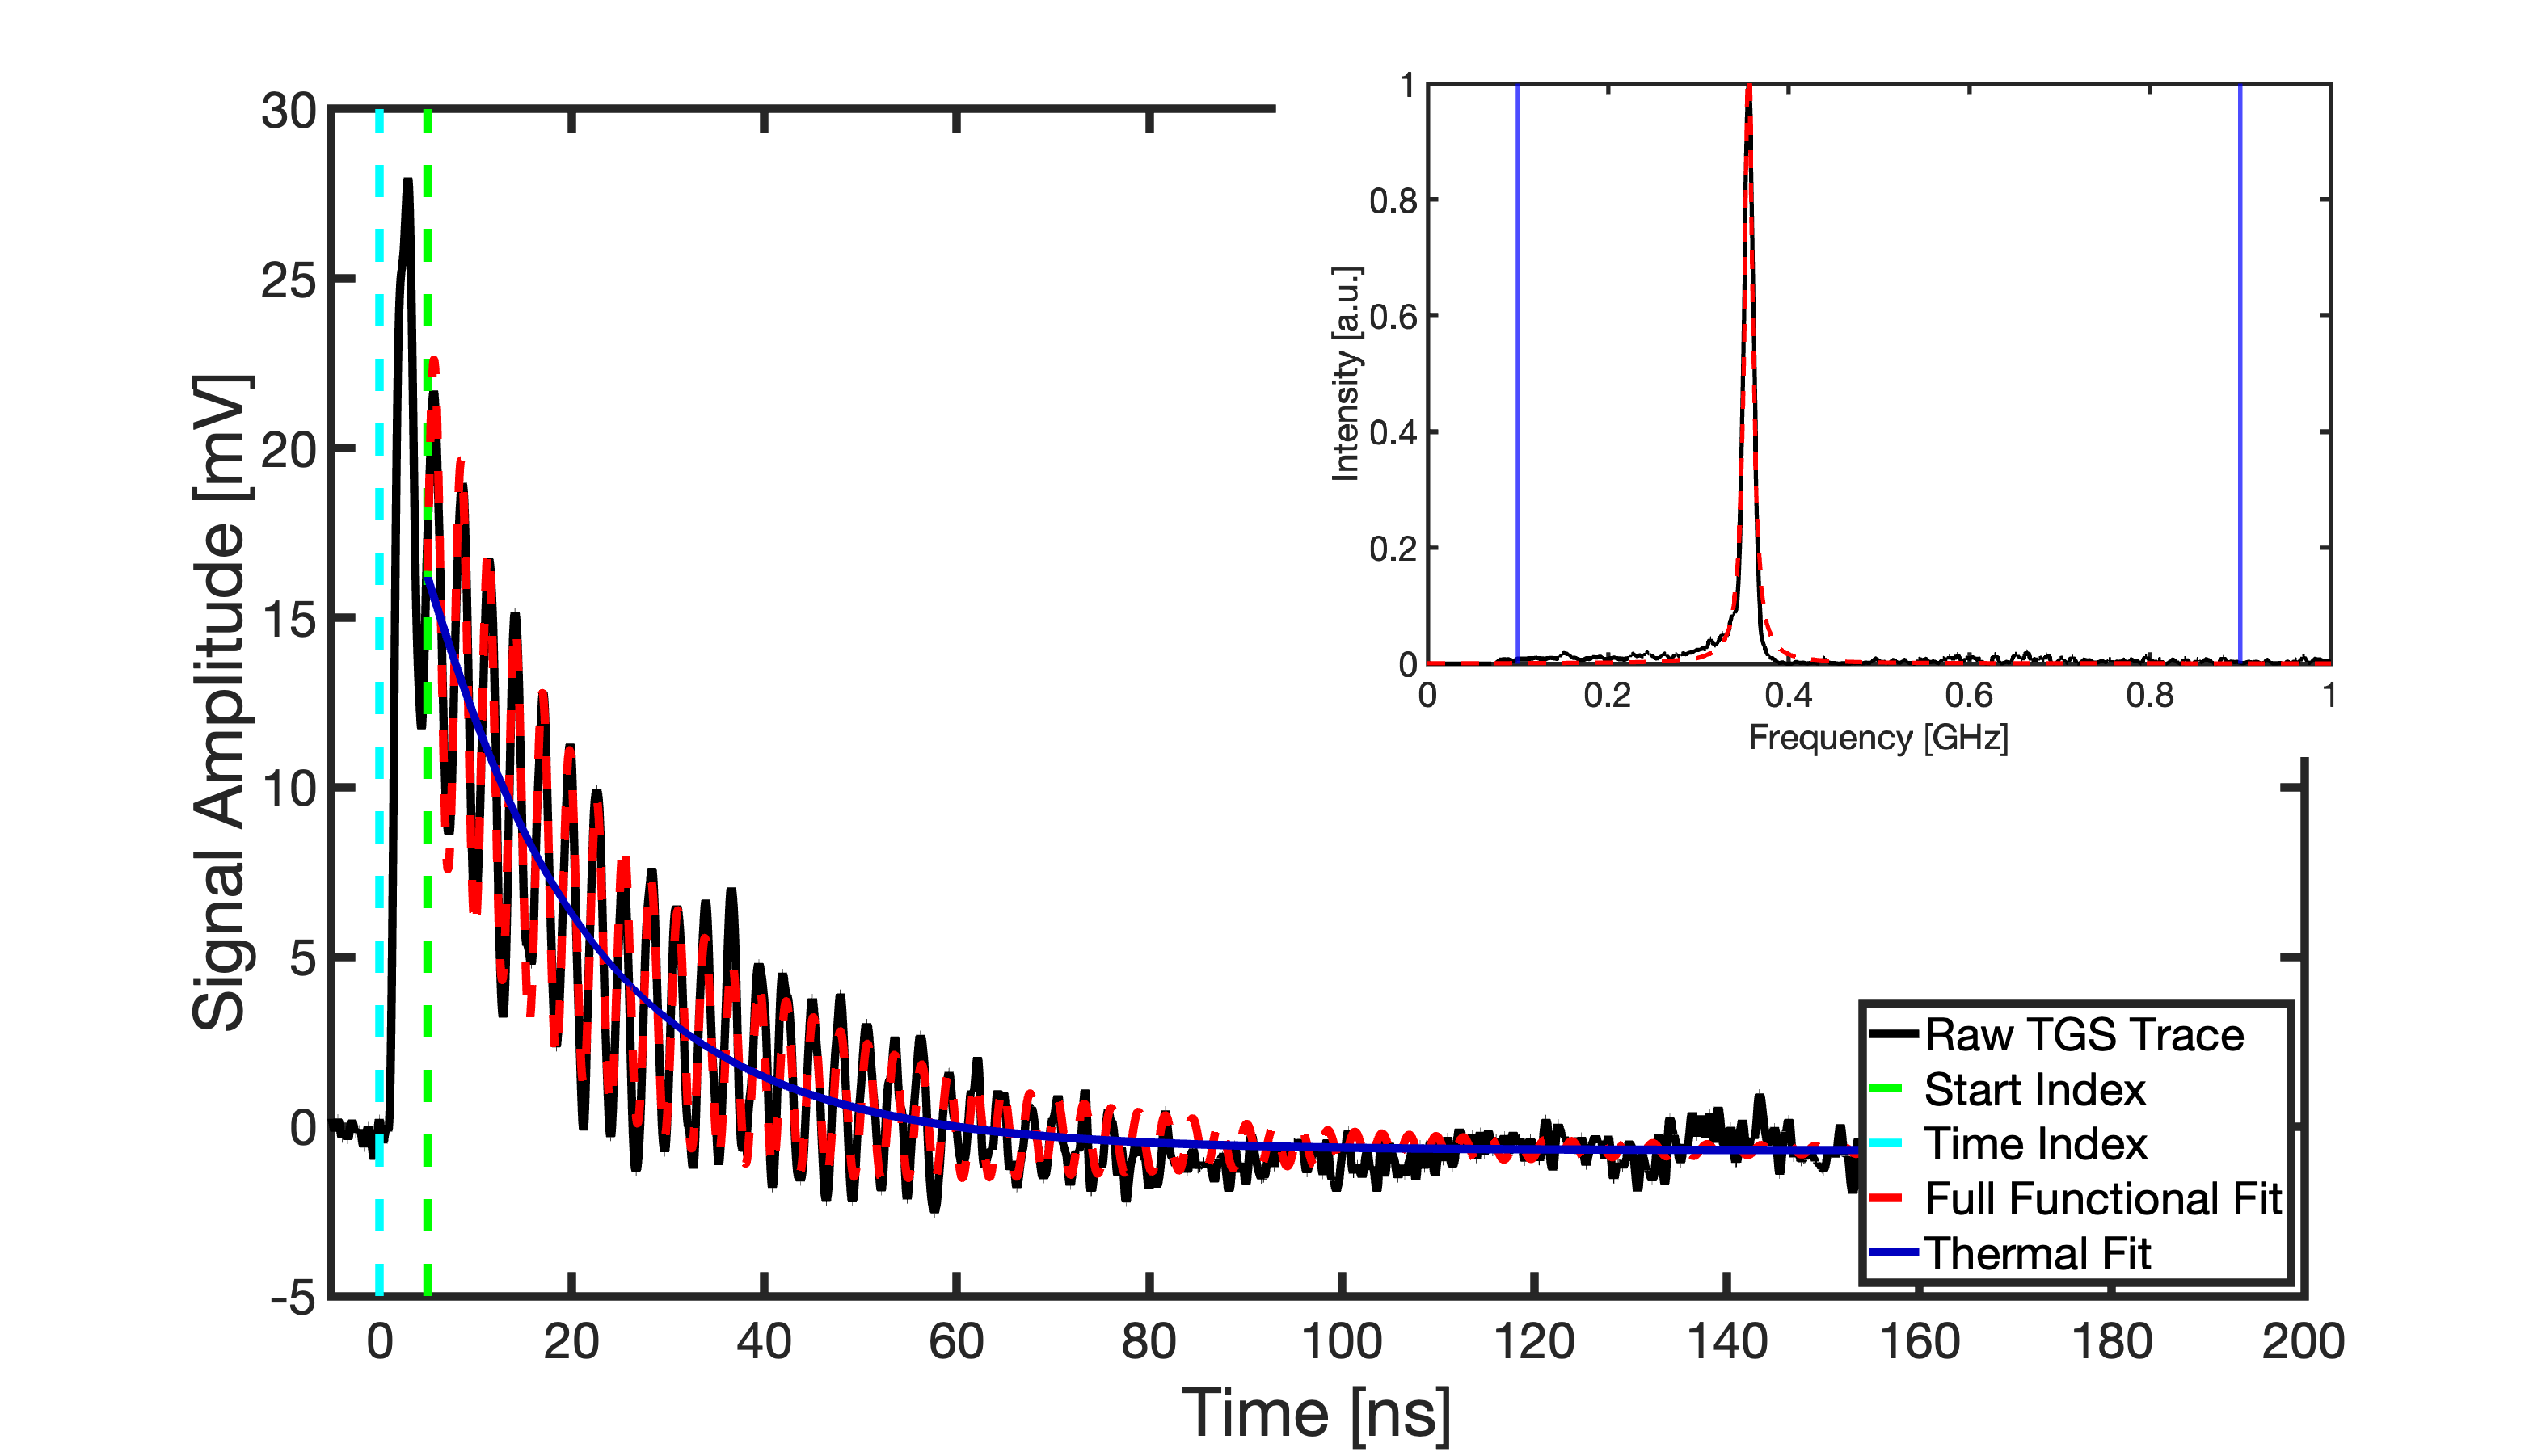 30
25
20
15
10
5
0
-5
Signal Amplitude [mV]
0 20 40 60 80 100 120 140 160 180 200
Time [ns]
1
0.8
0.6
0.4
0.2
0
Intensity [a.u.]
0 0.2 0.4 0.6 0.8 1
Frequency [GHz]
Raw TGS Trace
Start Index
Time Index
Full Functional Fit
Thermal Fit